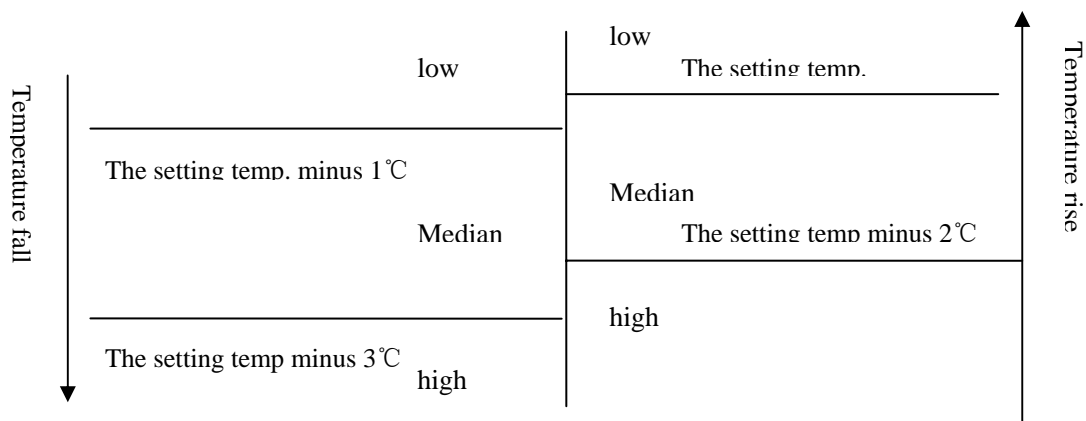 low
low
The setting temp.
The setting temp. minus 1℃
Median
Median
The setting temp minus 2℃
high
The setting temp minus 3℃
high
Temperature fall
Temperature rise